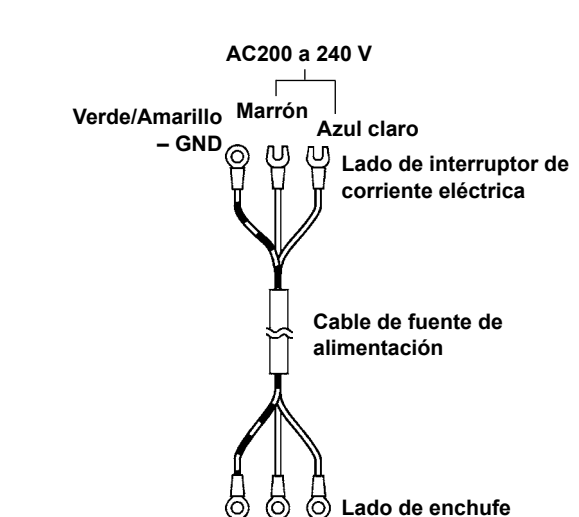 AC200 a 240 V
Verde/Amarillo
– GND
Marrón
Azul claro
Lado de interruptor de
corriente eléctrica
Cable de fuente de
alimentación
Lado de enchufe